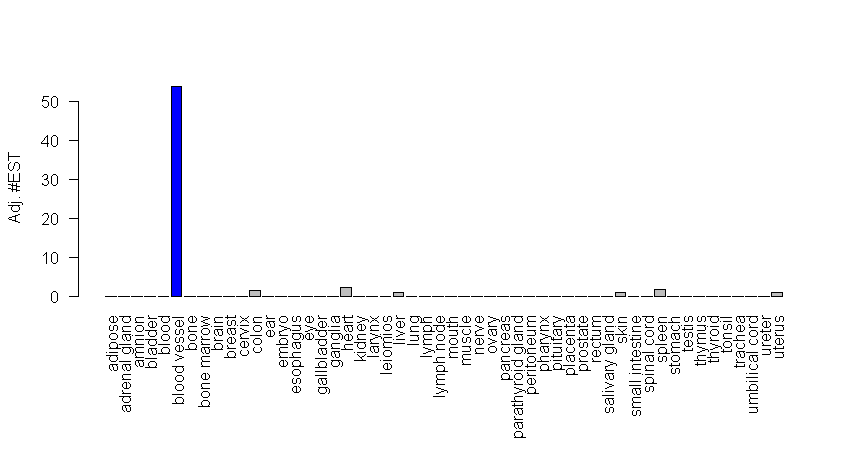 Adj. #EST
50
40
30
20
10
0
adipose
adrenal gland
amnion
bladder
blood
blood vessel
bone
bone marrow
brain
breast
cervix
colon
ear
embryo
esophagus
eye
gallbladder
ganglia
heart
kidney
larynx
leiomios
liver
lung
lymph
lymph node
mouth
muscle
nerve
ovary
pancreas
parathyroid gland
peritoneum
pharynx
pituitary
placenta
prostate
rectum
salivary gland
skin
small intestine
spinal cord
spleen
stomach
testis
thymus
thyroid
tonsil
trachea
umbilical cord
ureter
uterus